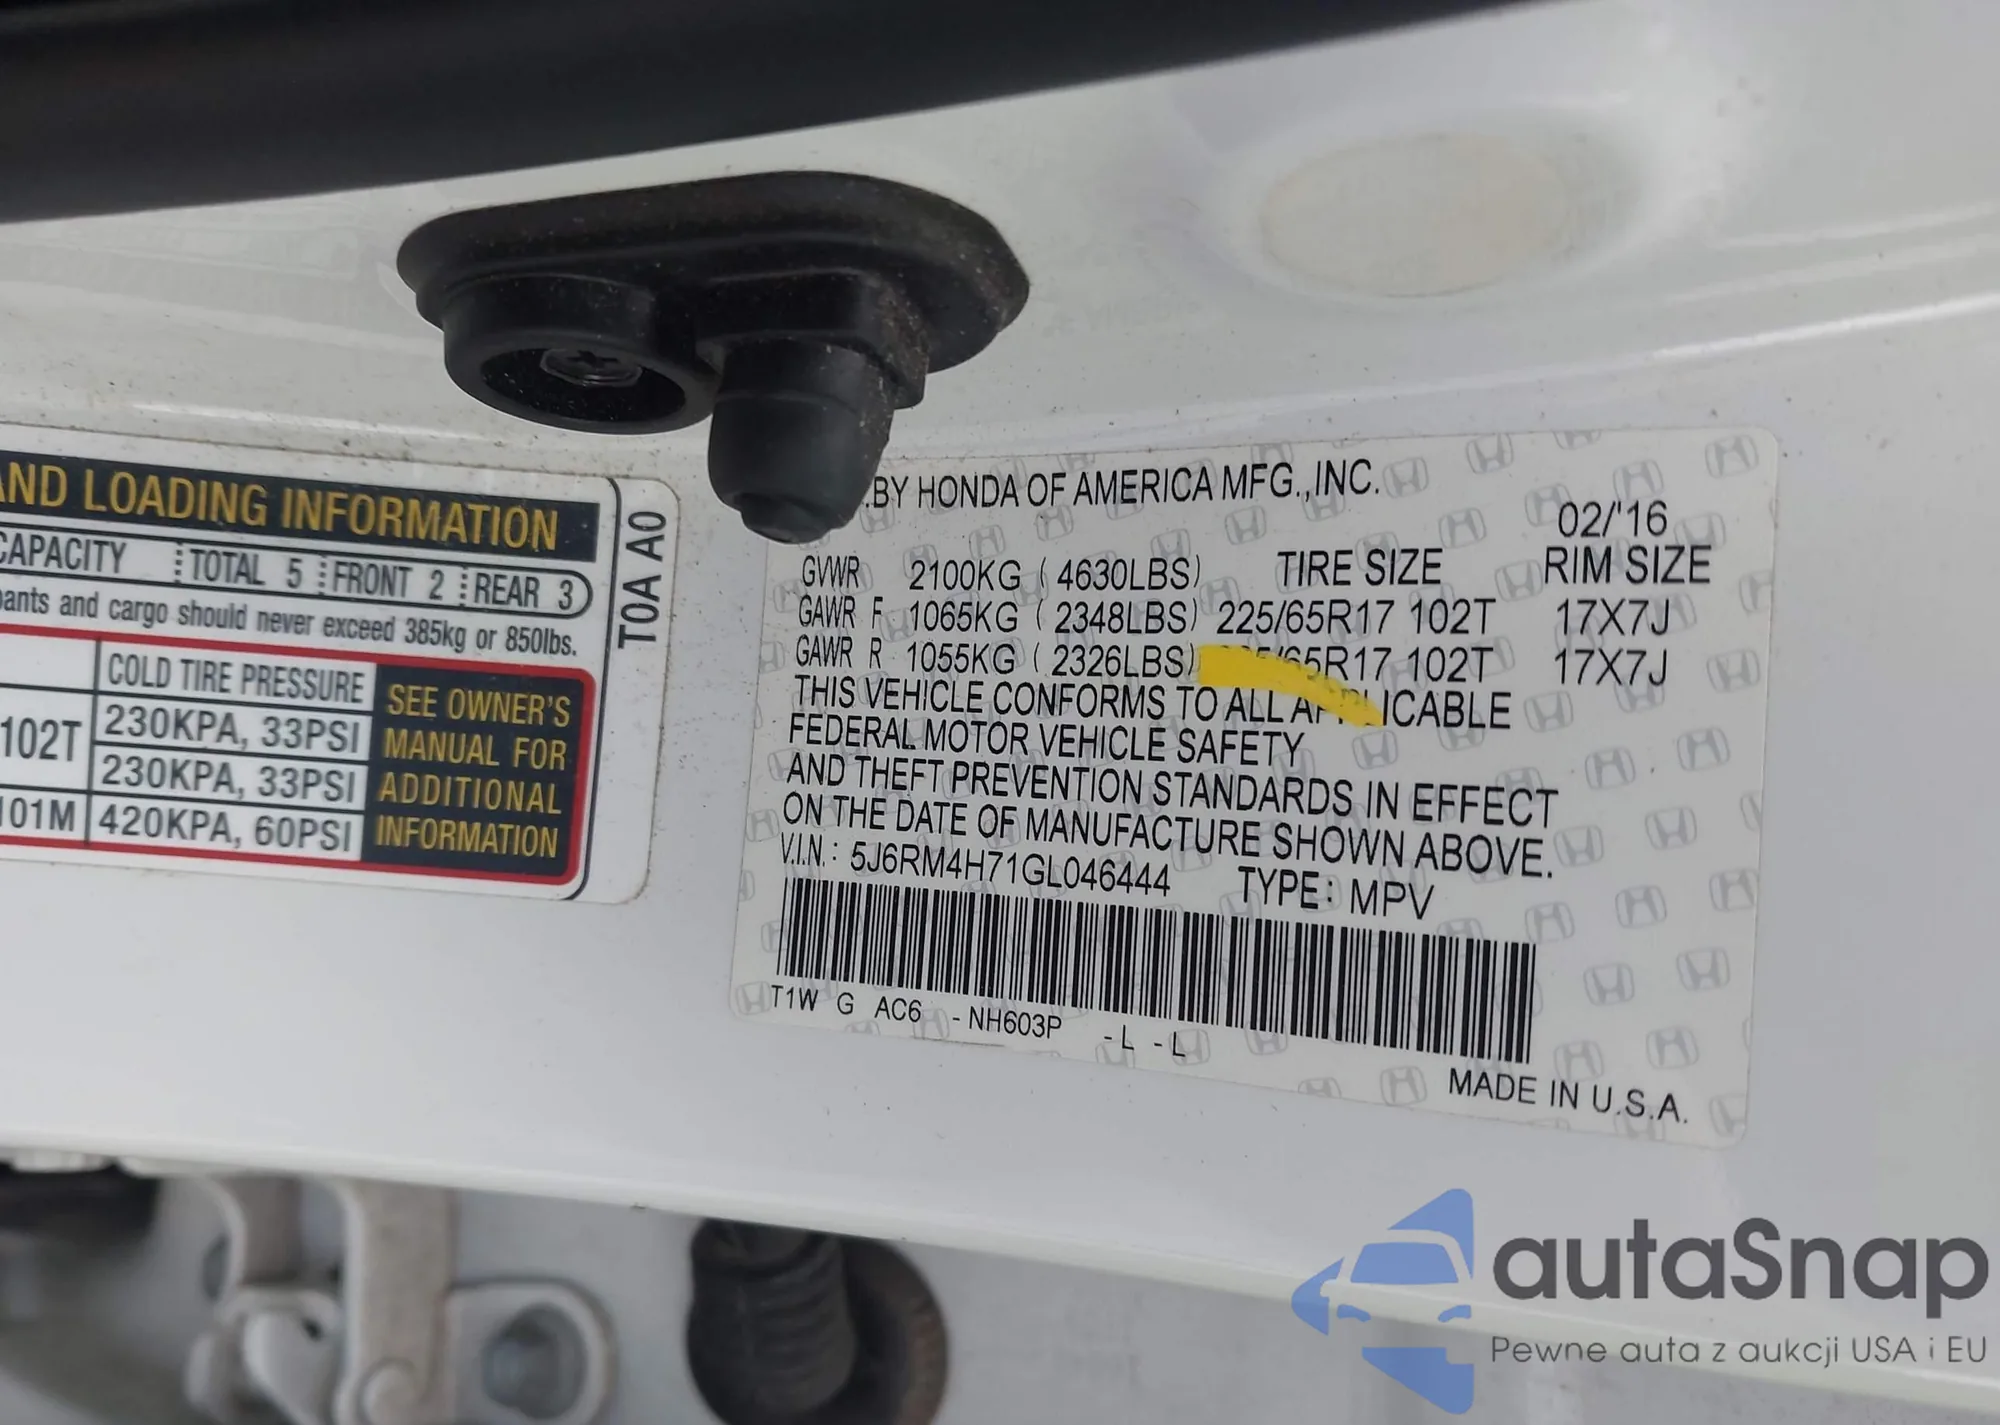 AND LOADING INFORMATION
CAPACITY TOTAL 5 FRONT 2 REAR 3
pants and cargo should never exceed 385kg or 850lbs.
COLD TIRE PRESSURE
102T 230KPA, 33PSI
230KPA, 33PSI
101M 420KPA, 60PSI
SEE OWNER'S
MANUAL FOR
ADDITIONAL
INFORMATION
T0A A0
.BY HONDA OF AMERICA MFG.,INC.
02/'16
GVWR 2100KG ( 4630LBS) TIRE SIZE RIM SIZE
GAWR F 1065KG ( 2348LBS) 225/65R17 102T 17X7J
GAWR R 1055KG ( 2326LBS) 225/65R17 102T 17X7J
THIS VEHICLE CONFORMS TO ALL APPLICABLE
FEDERAL MOTOR VEHICLE SAFETY
AND THEFT PREVENTION STANDARDS IN EFFECT
ON THE DATE OF MANUFACTURE SHOWN ABOVE.
V.I.N.: 5J6RM4H71GL046444 TYPE: MPV
T1W G AC6 -NH603P -L -L
MADE IN U.S.A.
autaSnap
Pewne auta z aukcji USA i EU